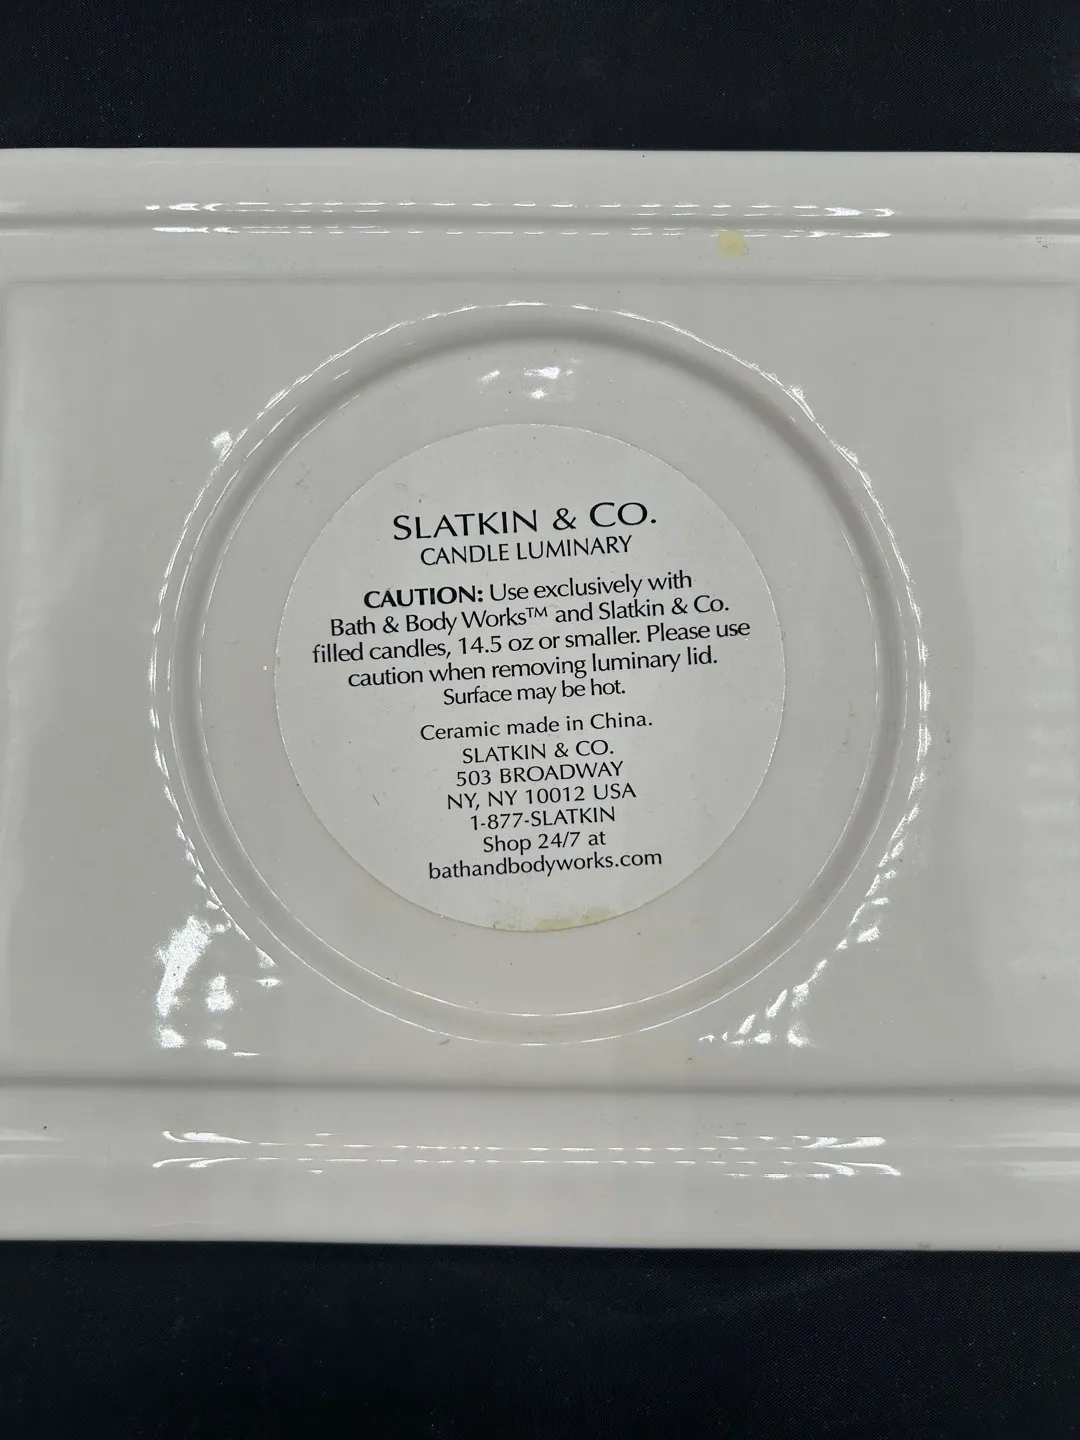 SLATKIN & CO.
CANDLE LUMINARY
CAUTION: Use exclusively with
Bath & Body Works™ and Slatkin & Co.
filled candles, 14.5 oz or smaller. Please use
caution when removing luminary lid.
Surface may be hot.
Ceramic made in China.
SLATKIN & CO.
503 BROADWAY
NY, NY 10012 USA
1-877-SLATKIN
Shop 24/7 at
bathandbodyworks.com